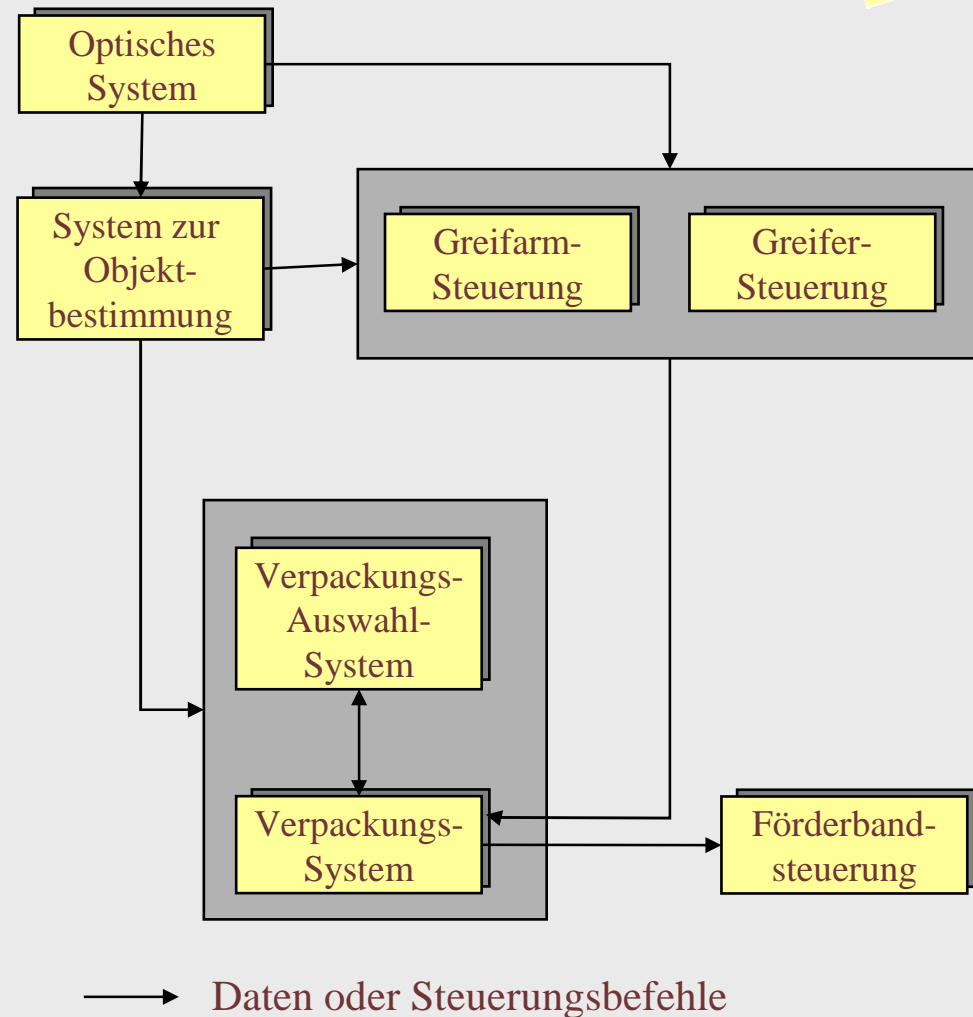 Optisches
System
System zur
Objekt-
bestimmung
Greifarm-
Steuerung
Greifer-
Steuerung
Verpackungs-
Auswahl-
System
Verpackungs-
System
Förderband-
steuerung
Daten oder Steuerungsbefehle